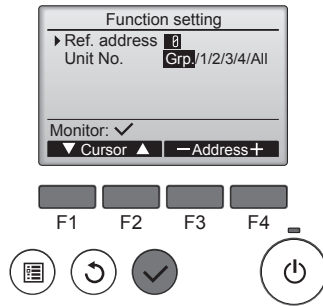 Function setting
Ref. address 0
Unit No. Grp./1/2/3/4/All
Monitor:
Cursor −Address+
F1 F2 F3 F4